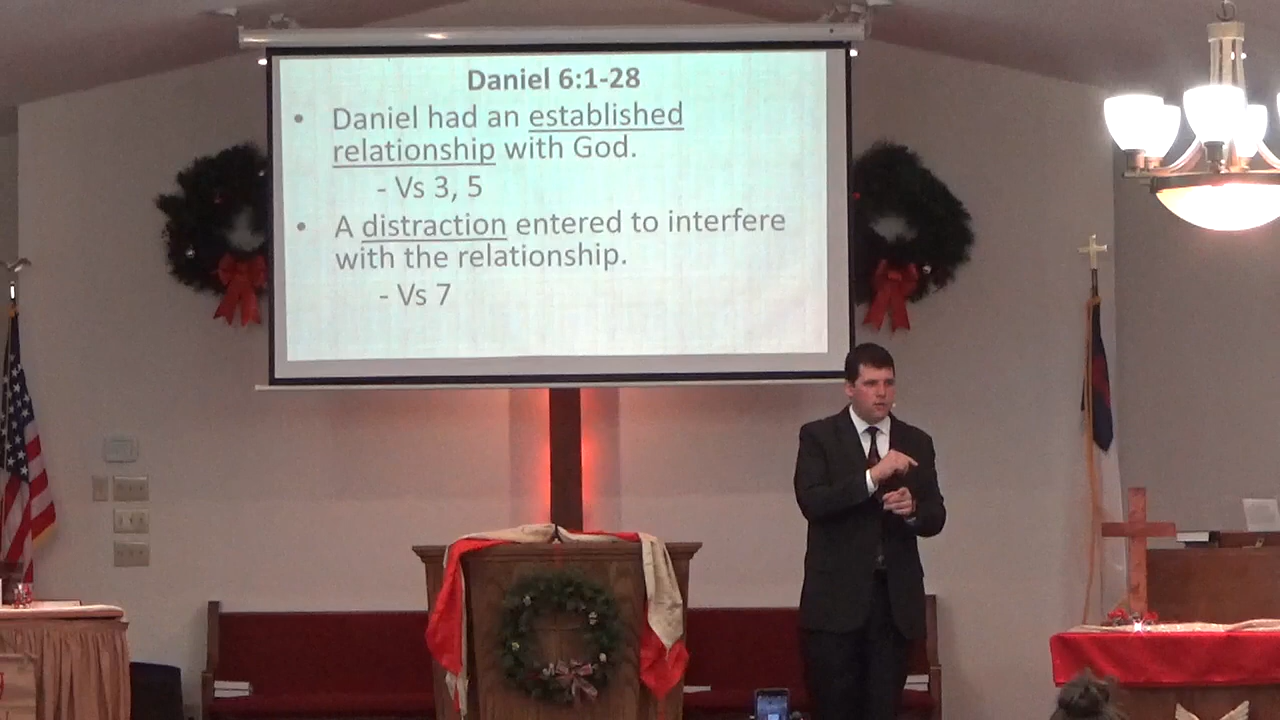 Daniel 6:1-28
• Daniel had an established
relationship with God.
- Vs 3, 5
• A distraction entered to interfere
with the relationship.
- Vs 7